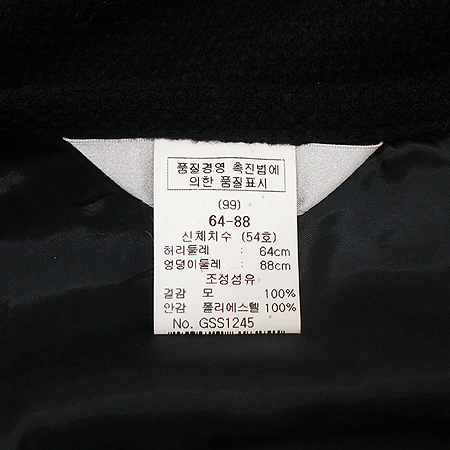 품질경영 촉진법에
의한 품질표시
(99)
64-88
신체치수 (54호)
허리둘레 : 64cm
엉덩이둘레 : 88cm
조성섬유
겉감 모 100%
안감 폴리에스텔 100%
No. GSS1245